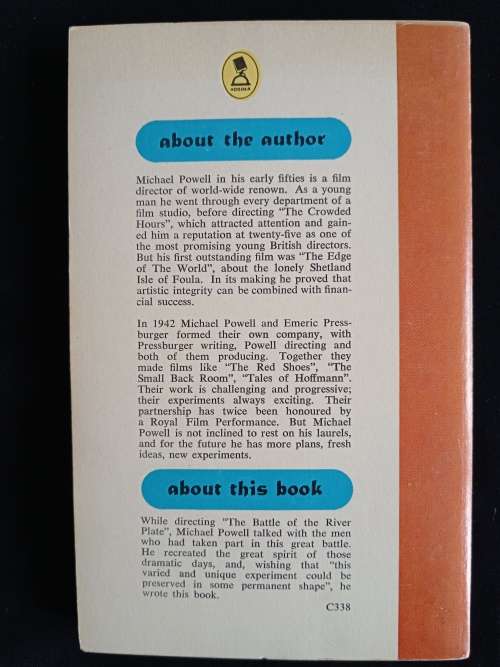 about the author
Michael Powell in his early fifties is a film
director of world-wide renown. As a young
man he went through every department of a
film studio, before directing “The Crowded
Hours”, which attracted attention and gain-
ed him a reputation at twenty-five as one of
the most promising young British directors.
But his first outstanding film was “The Edge
of The World”, about the lonely Shetland
Isle of Foula. In its making he proved that
artistic integrity can be combined with finan-
cial success.
In 1942 Michael Powell and Emeric Press-
burger formed their own company, with
Pressburger writing, Powell directing and
both of them producing. Together they
made films like “The Red Shoes”, “The
Small Back Room”, “Tales of Hoffmann”.
Their work is challenging and progressive;
their experiments always exciting. Their
partnership has twice been honoured by
a Royal Film Performance. But Michael
Powell is not inclined to rest on his laurels,
and for the future he has more plans, fresh
ideas, new experiments.
about this book
While directing “The Battle of the River
Plate”, Michael Powell talked with the men
who had taken part in this great battle.
He recreated the great spirit of those
dramatic days, and, wishing that “this
varied and unique experiment could be
preserved in some permanent shape”, he
wrote this book.
C338